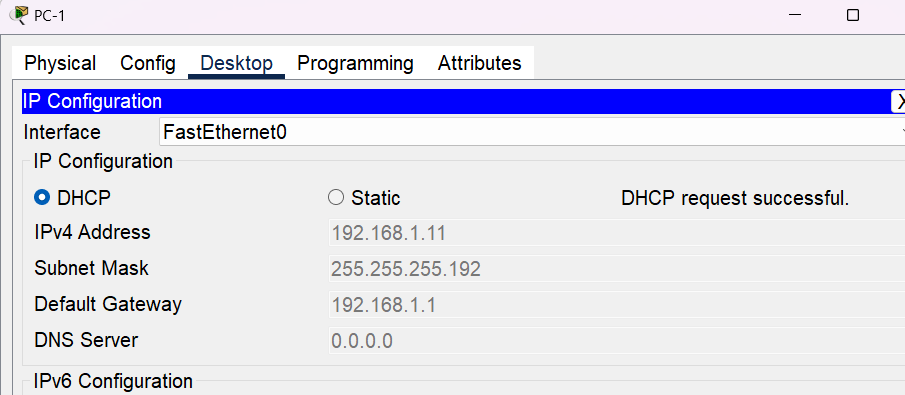 PC-1
Physical Config Desktop Programming Attributes
IP Configuration X
Interface FastEthernet0
IP Configuration
DHCP Static DHCP request successful.
IPv4 Address 192.168.1.11
Subnet Mask 255.255.255.192
Default Gateway 192.168.1.1
DNS Server 0.0.0.0
IPv6 Configuration